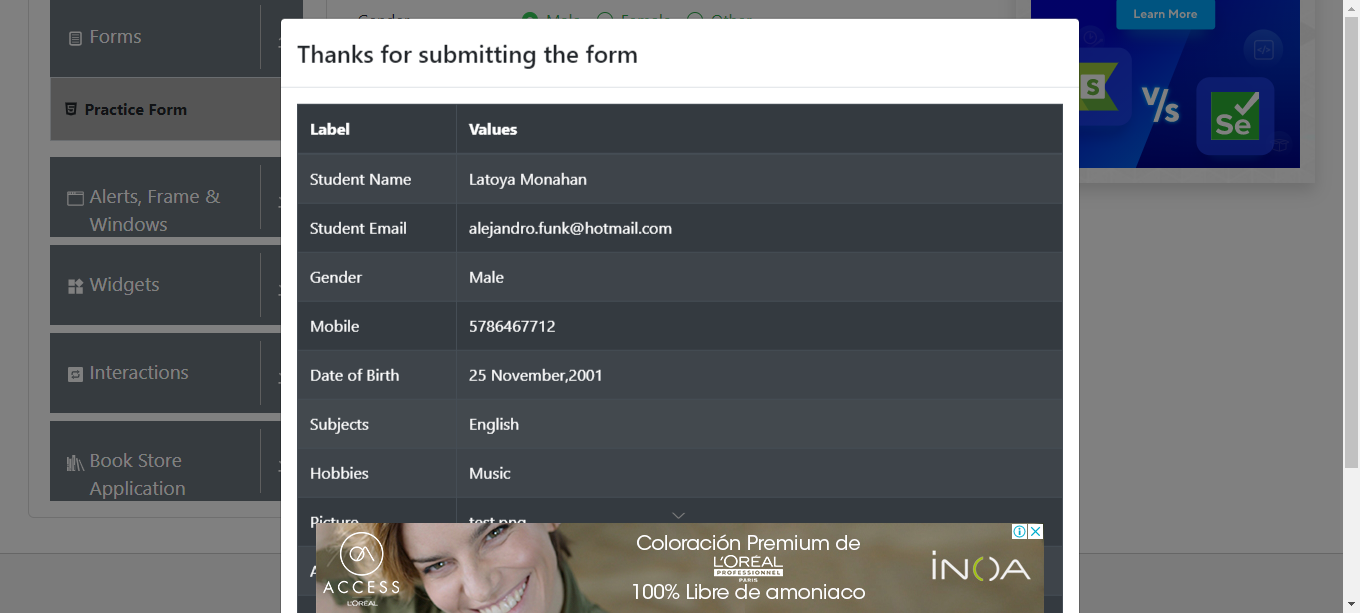 Gender Male Female Other
Learn More
Forms
Thanks for submitting the form
Practice Form
Label Values
S V/S Se
Student Name Latoya Monahan
Alerts, Frame &
Windows
Student Email alejandro.funk@hotmail.com
Gender Male
Widgets
Mobile 5786467712
Interactions
Date of Birth 25 November,2001
Subjects English
Book Store
Application
Hobbies Music
Picture test.png
A
ACCESS
L'ORÉAL
Coloración Premium de
L'ORÉAL
PROFESSIONNEL
PARIS
100% Libre de amoniaco
iNOA